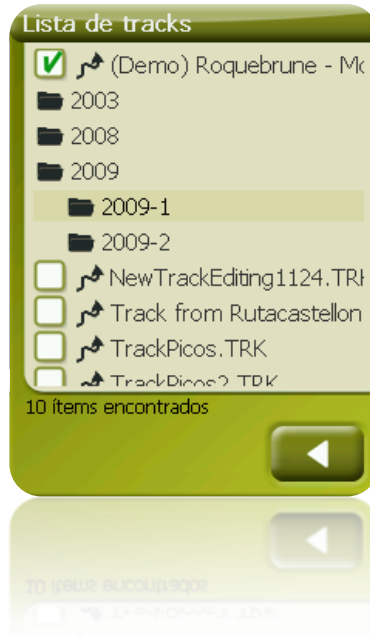 Lista de tracks
(Demo) Roquebrune - Mo
2003
2008
2009
2009-1
2009-2
NewTrackEditing1124.TRK
Track from Rutacastellon
TrackPicos.TRK
TrackPicos2.TRK
10 ítems encontrados